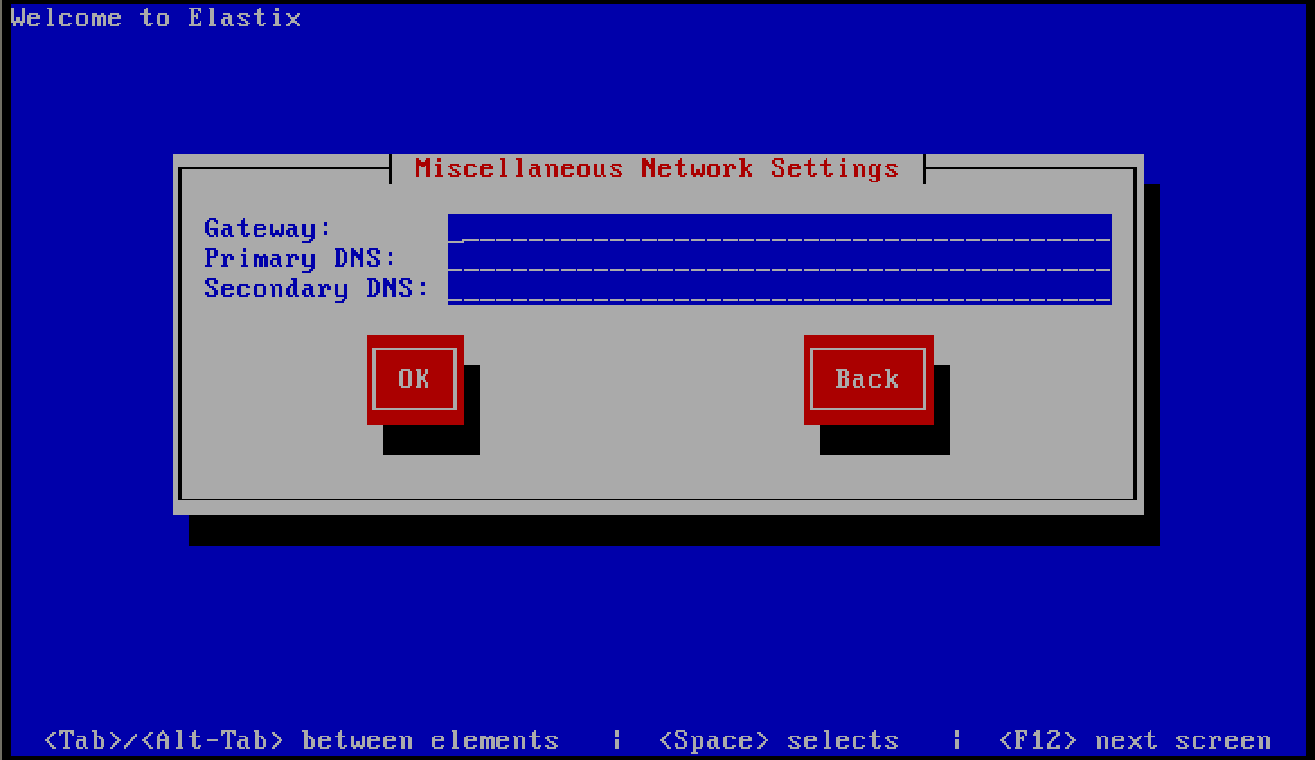 Welcome to Elastix
Miscellaneous Network Settings
Gateway:
Primary DNS:
Secondary DNS:
OK Back
<Tab>/<Alt-Tab> between elements | <Space> selects | <F12> next screen